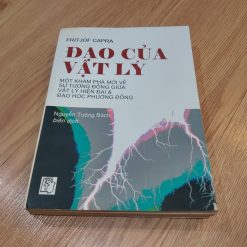 FRITJOF CAPRA
ĐẠO CỦA
VẬT LÝ
MỘT KHÁM PHÁ MỚI VỀ
SỰ TƯƠNG ĐỒNG GIỮA
VẬT LÝ HIỆN ĐẠI &
ĐẠO HỌC PHƯƠNG ĐÔNG
Nguyễn Tường Bách
biên dịch